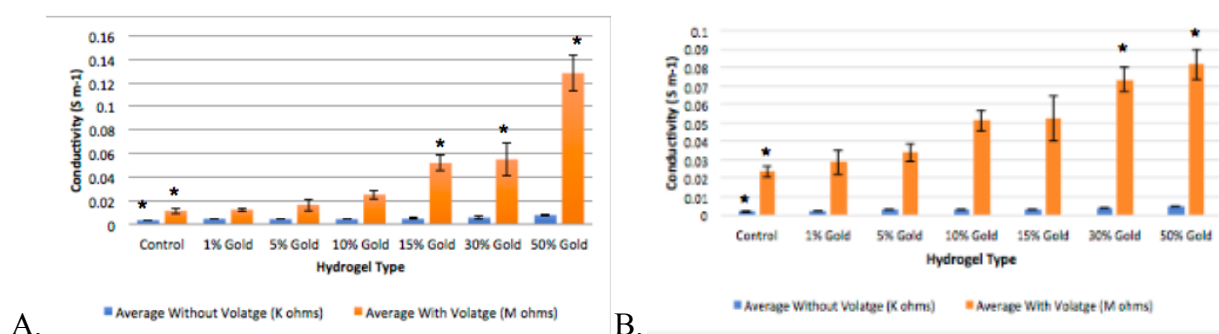 0.16
0.14
0.12
0.1
0.08
0.06
0.04
0.02
0
Conductivity (S m-1)
* * * * *
Control 1% Gold 5% Gold 10% Gold 15% Gold 30% Gold 50% Gold
Hydrogel Type
Average Without Volatge (K ohms) Average With Voltage (M ohms)
A.
0.1
0.09
0.08
0.07
0.06
0.05
0.04
0.03
0.02
0.01
0
Conductivity (S m-1)
* * * *
Control 1% Gold 5% Gold 10% Gold 15% Gold 30% Gold 50% Gold
Hydrogel Type
Average Without Volatge (K ohms) Average With Voltage (M ohms)
B.